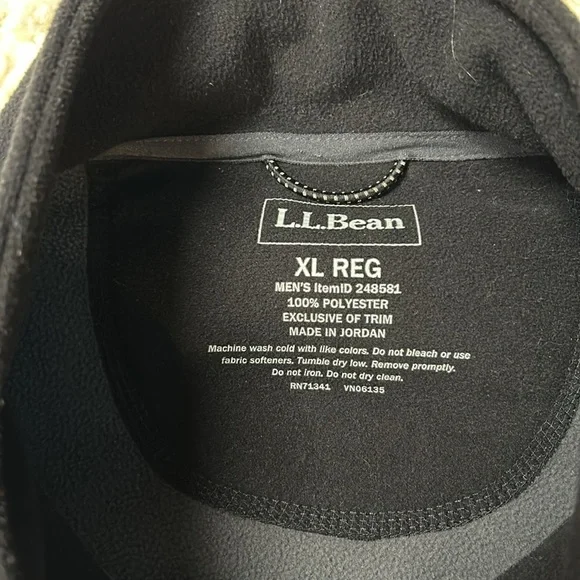 L.L.Bean
XL REG
MEN'S ItemID 248581
100% POLYESTER
EXCLUSIVE OF TRIM
MADE IN JORDAN
Machine wash cold with like colors. Do not bleach or use
fabric softeners. Tumble dry low. Remove promptly.
Do not iron. Do not dry clean.
RN71341 VN06135